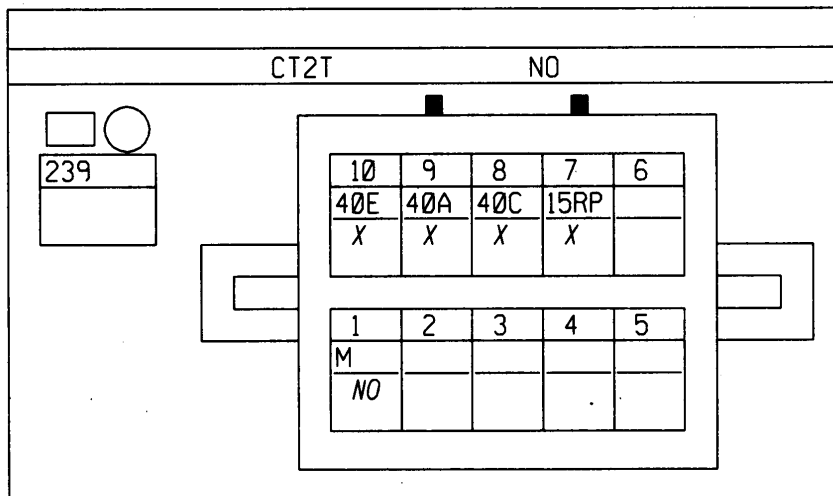 CT2T NO
239
10 9 8 7 6
40E 40A 40C 15RP
X X X X
1 2 3 4 5
M
NO